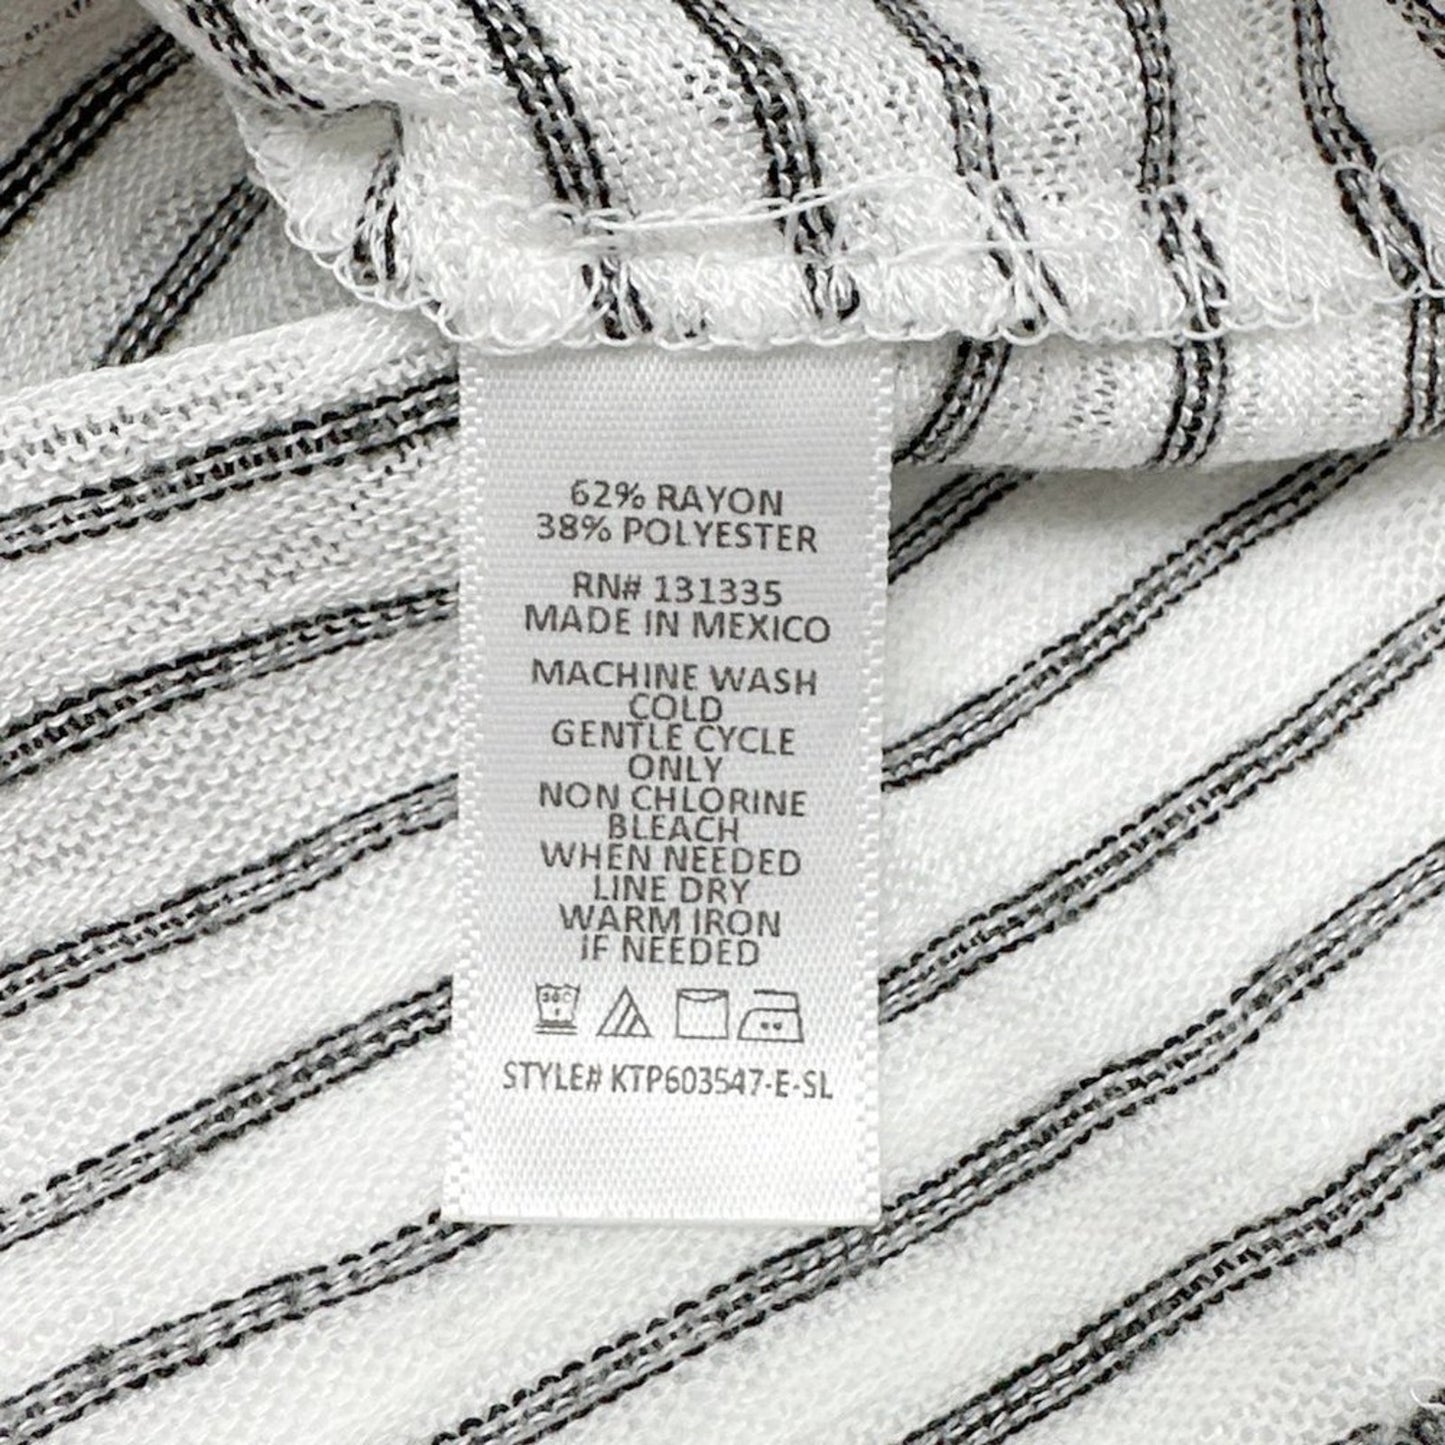 62% RAYON
38% POLYESTER
RN# 131335
MADE IN MEXICO
MACHINE WASH
COLD
GENTLE CYCLE
ONLY
NON CHLORINE
BLEACH
WHEN NEEDED
LINE DRY
WARM IRON
IF NEEDED
STYLE# KTP603547-E-SL